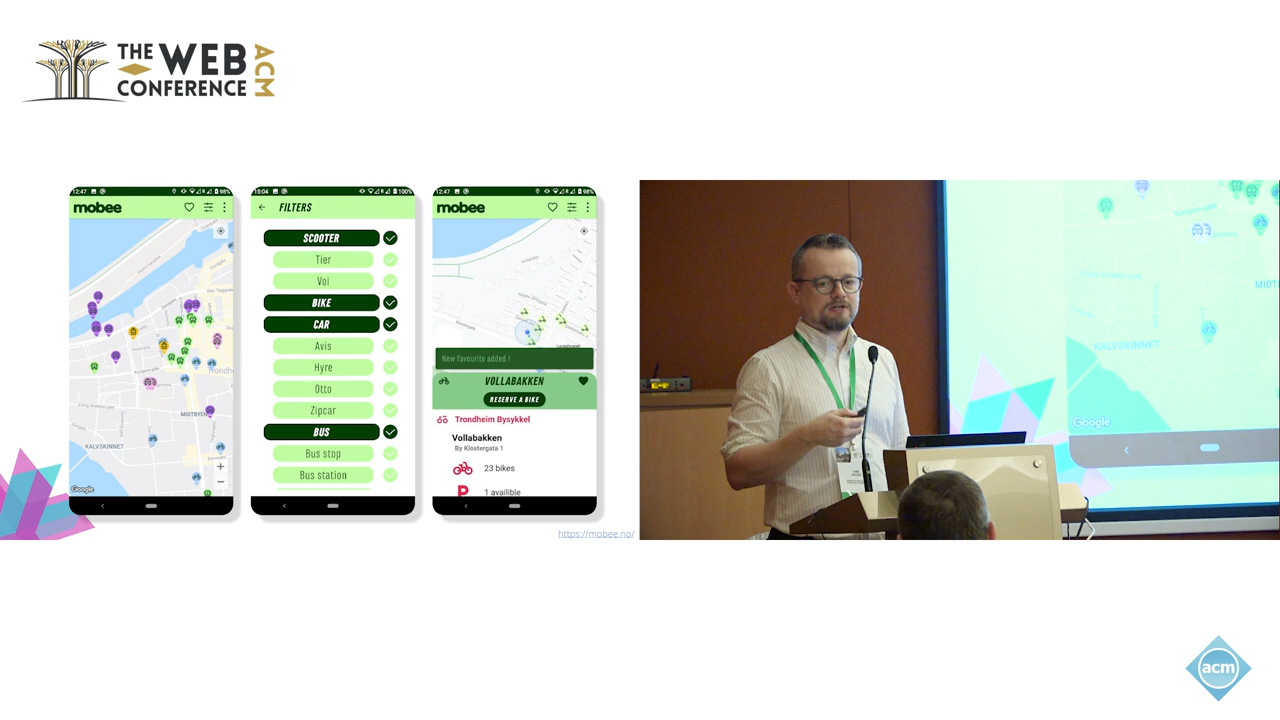 THE WEB
CONFERENCE
ACM
12:47
98%
mobee
MIDTBYEN
KALVSKINNET
Google
15:04
100%
FILTERS
SCOOTER
Tier
Voi
BIKE
CAR
Avis
Hyre
Otto
Zipcar
BUS
Bus stop
Bus station
12:47
98%
mobee
New favourite added !
VOLLABAKKEN
RESERVE A BIKE
Trondheim Bysykkel
Vollabakken
By Klostergata 1
23 bikes
P
1 availible
https://mobee.no/
MIDT
KALVSKINNET
Google
acm